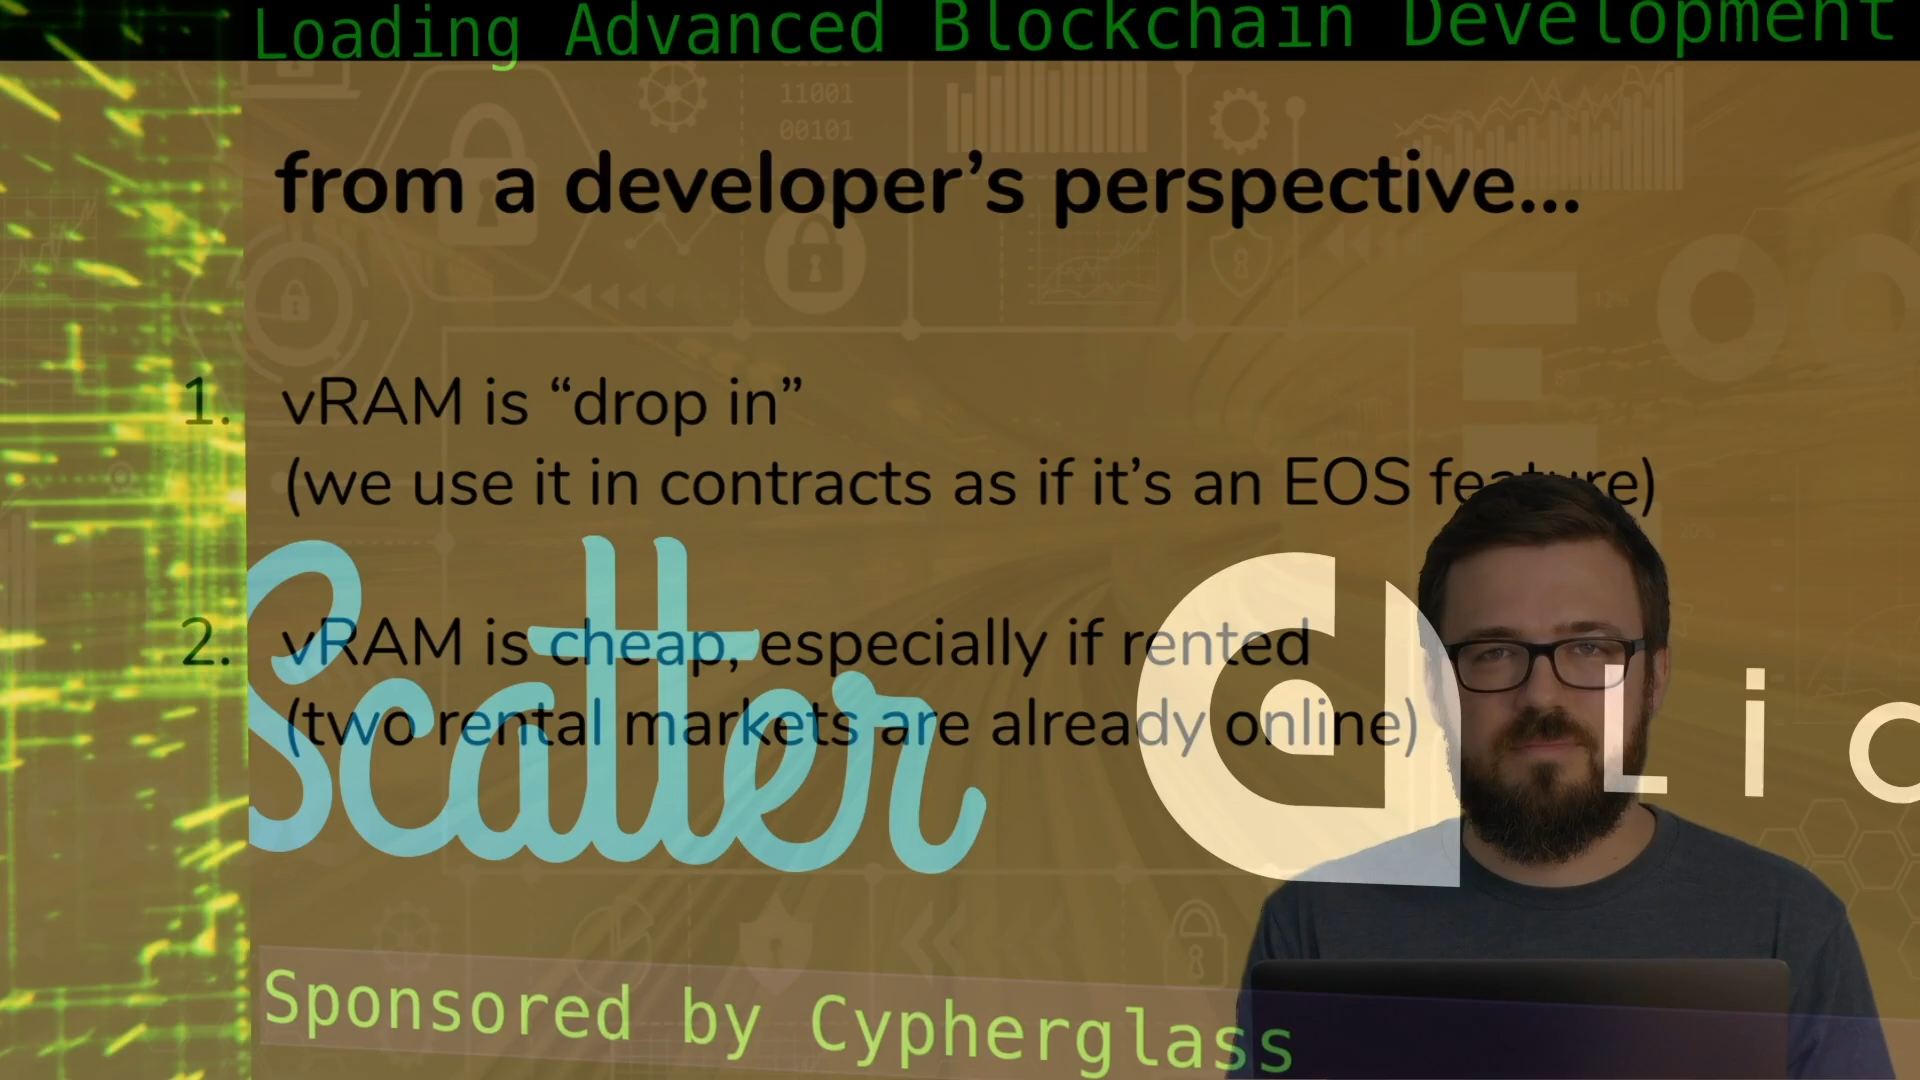 Loading Advanced Blockchain Development
11001
00101
from a developer’s perspective...
1. vRAM is “drop in”
(we use it in contracts as if it’s an EOS feature)
2. vRAM is cheap, especially if rented
(two rental markets are already online)
Scatter
Sponsored by Cypherglass